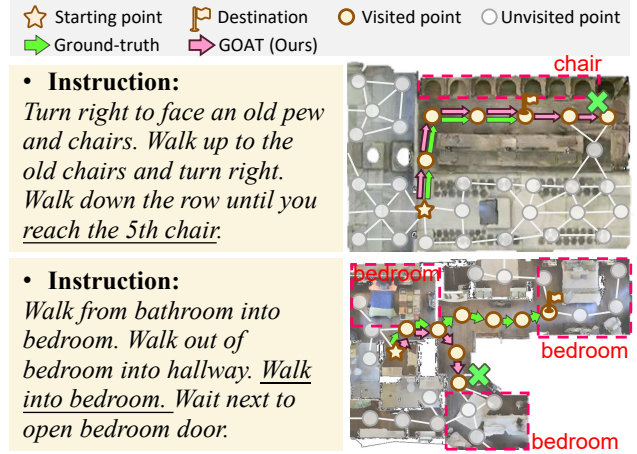 Starting point Destination Visited point Unvisited point
Ground-truth GOAT (Ours)
• Instruction:
Turn right to face an old pew
and chairs. Walk up to the
old chairs and turn right.
Walk down the row until you
reach the 5th chair.
chair
• Instruction:
Walk from bathroom into
bedroom. Walk out of
bedroom into hallway. Walk
into bedroom. Wait next to
open bedroom door.
bedroom
bedroom
bedroom